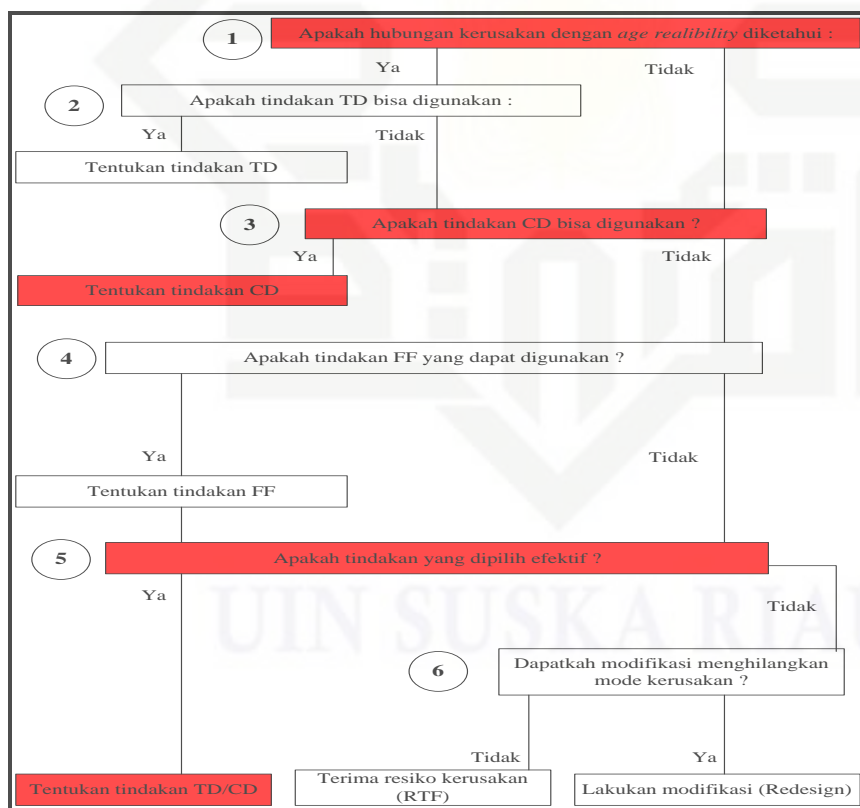 1
Apakah hubungan kerusakan dengan age realibility diketahui :
Ya
Tidak
2
Apakah tindakan TD bisa digunakan :
Ya
Tidak
Tentukan tindakan TD
3
Apakah tindakan CD bisa digunakan ?
Ya
Tidak
Tentukan tindakan CD
4
Apakah tindakan FF yang dapat digunakan ?
Ya
Tidak
Tentukan tindakan FF
5
Apakah tindakan yang dipilih efektif ?
Ya
Tidak
UIN SUSKA RIAU
6
Dapatkah modifikasi menghilangkan
mode kerusakan ?
Tidak
Ya
Tentukan tindakan TD/CD
Terima resiko kerusakan
(RTF)
Lakukan modifikasi (Redesign)